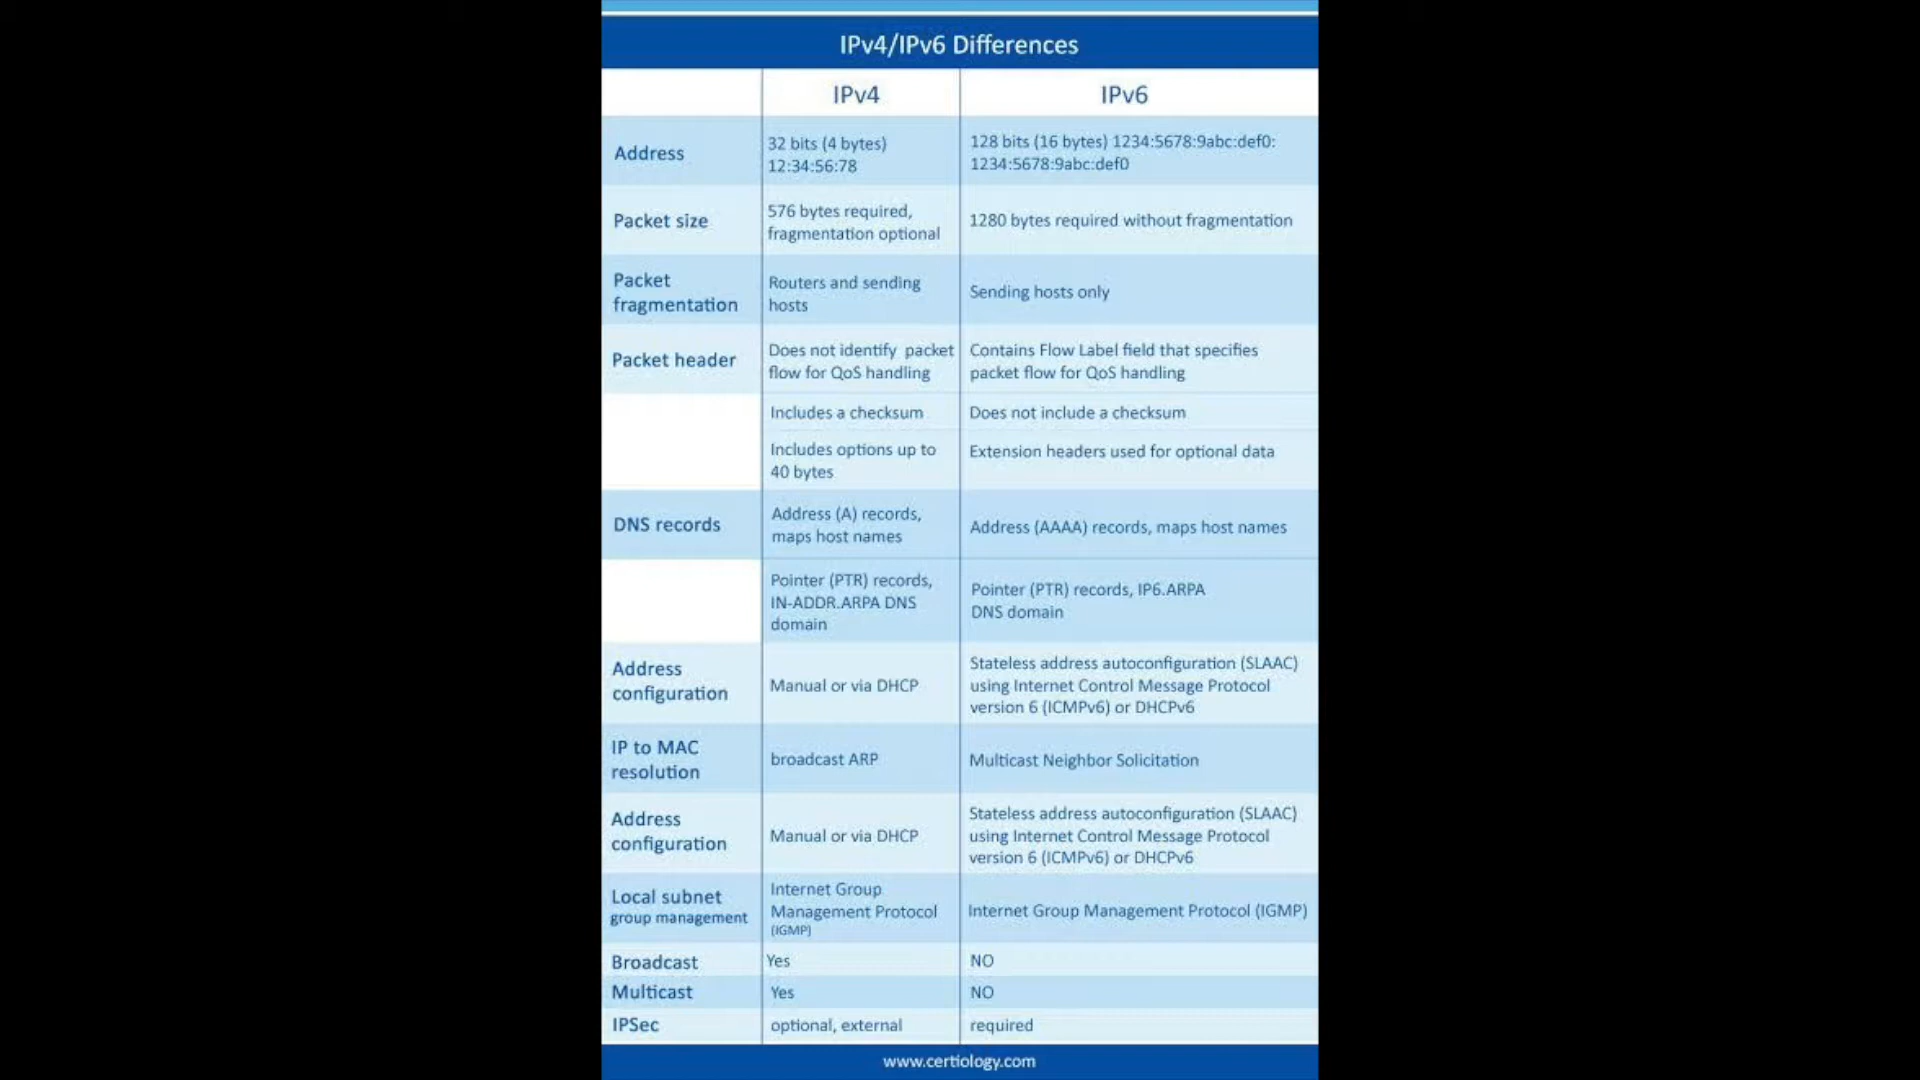 IPv4/IPv6 Differences
IPv4
IPv6
Address
32 bits (4 bytes)
12:34:56:78
128 bits (16 bytes) 1234:5678:9abc:def0:
1234:5678:9abc:def0
Packet size
576 bytes required,
fragmentation optional
1280 bytes required without fragmentation
Packet
fragmentation
Routers and sending
hosts
Sending hosts only
Packet header
Does not identify packet
flow for QoS handling
Contains Flow Label field that specifies
packet flow for QoS handling
Includes a checksum
Does not include a checksum
Includes options up to
40 bytes
Extension headers used for optional data
DNS records
Address (A) records,
maps host names
Address (AAAA) records, maps host names
Pointer (PTR) records,
IN-ADDR.ARPA DNS
domain
Pointer (PTR) records, IP6.ARPA
DNS domain
Address
configuration
Manual or via DHCP
Stateless address autoconfiguration (SLAAC)
using Internet Control Message Protocol
version 6 (ICMPv6) or DHCPv6
IP to MAC
resolution
broadcast ARP
Multicast Neighbor Solicitation
Address
configuration
Manual or via DHCP
Stateless address autoconfiguration (SLAAC)
using Internet Control Message Protocol
version 6 (ICMPv6) or DHCPv6
Local subnet
group management
Internet Group
Management Protocol
(IGMP)
Internet Group Management Protocol (IGMP)
Broadcast
Yes
NO
Multicast
Yes
NO
IPSec
optional, external
required
www.certiology.com